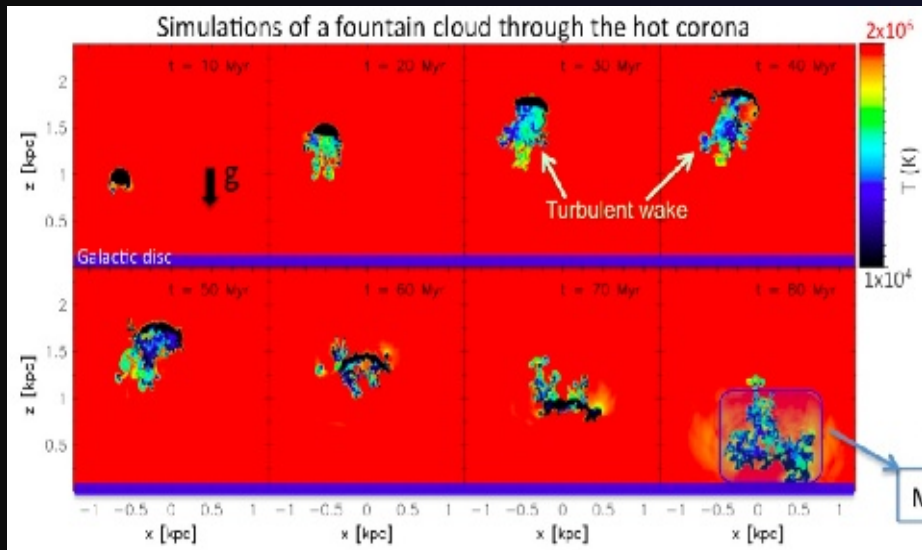 Simulations of a fountain cloud through the hot corona
2x10⁶
t = 10 Myr
t = 20 Myr
t = 30 Myr
t = 40 Myr
z [kpc]
2
1.5
1
0.5
g
Turbulent wake
Galactic disc
T (K)
1x10⁴
t = 50 Myr
t = 60 Myr
t = 70 Myr
t = 80 Myr
z [kpc]
2
1.5
1
0.5
-1 -0.5 0 0.5 1 -1 -0.5 0 0.5 1 -1 -0.5 0 0.5 1 -1 -0.5 0 0.5 1
x [kpc] x [kpc] x [kpc] x [kpc]